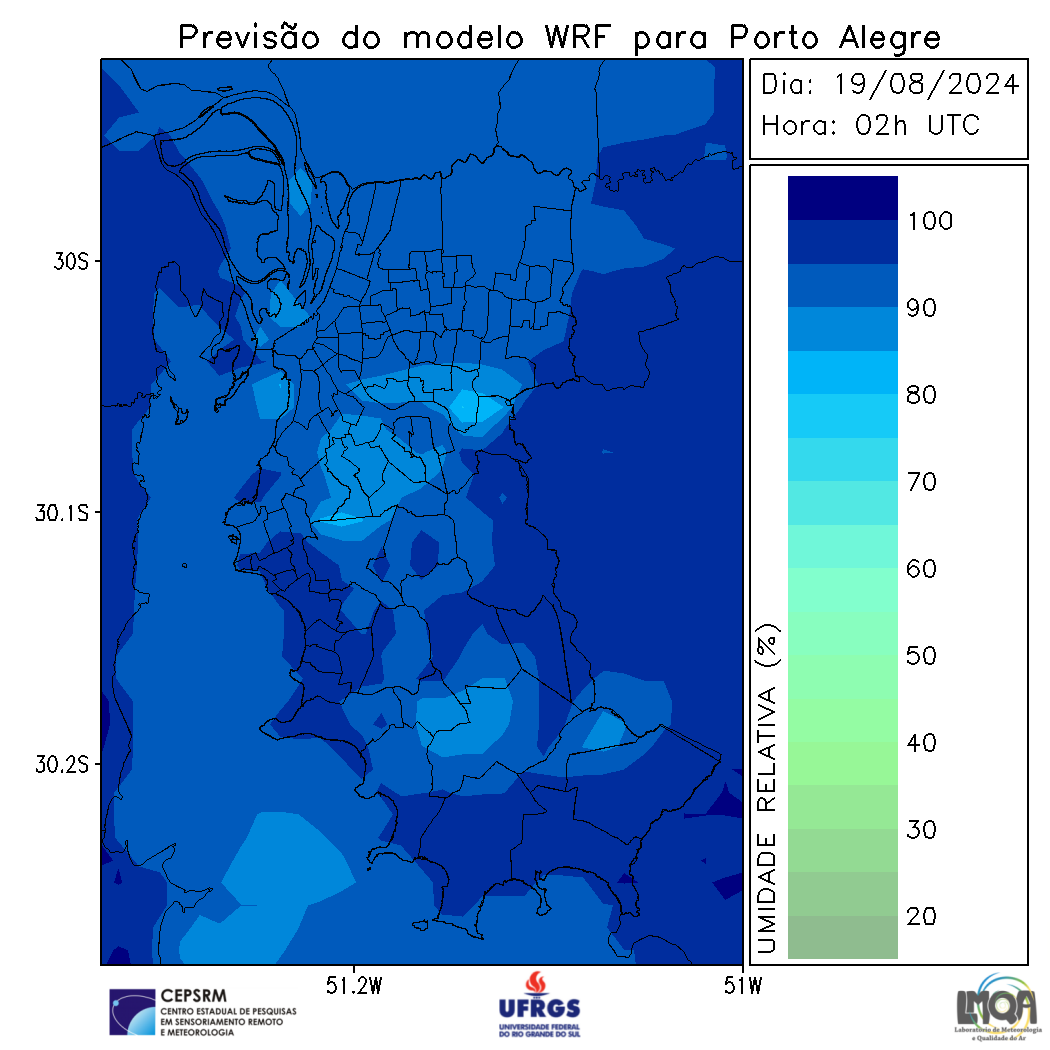 Previsão do modelo WRF para Porto Alegre
Dia: 19/08/2024
Hora: 02h UTC
30S
30.1S
30.2S
51.2W
51W
UMIDADE RELATIVA (%)
100
90
80
70
60
50
40
30
20
CEPSRM
CENTRO ESTADUAL DE PESQUISAS
EM SENSORIAMENTO REMOTO
E METEOROLOGIA
UFRGS
UNIVERSIDADE FEDERAL
DO RIO GRANDE DO SUL
LMQA
Laboratório de Meteorologia
e Qualidade do Ar